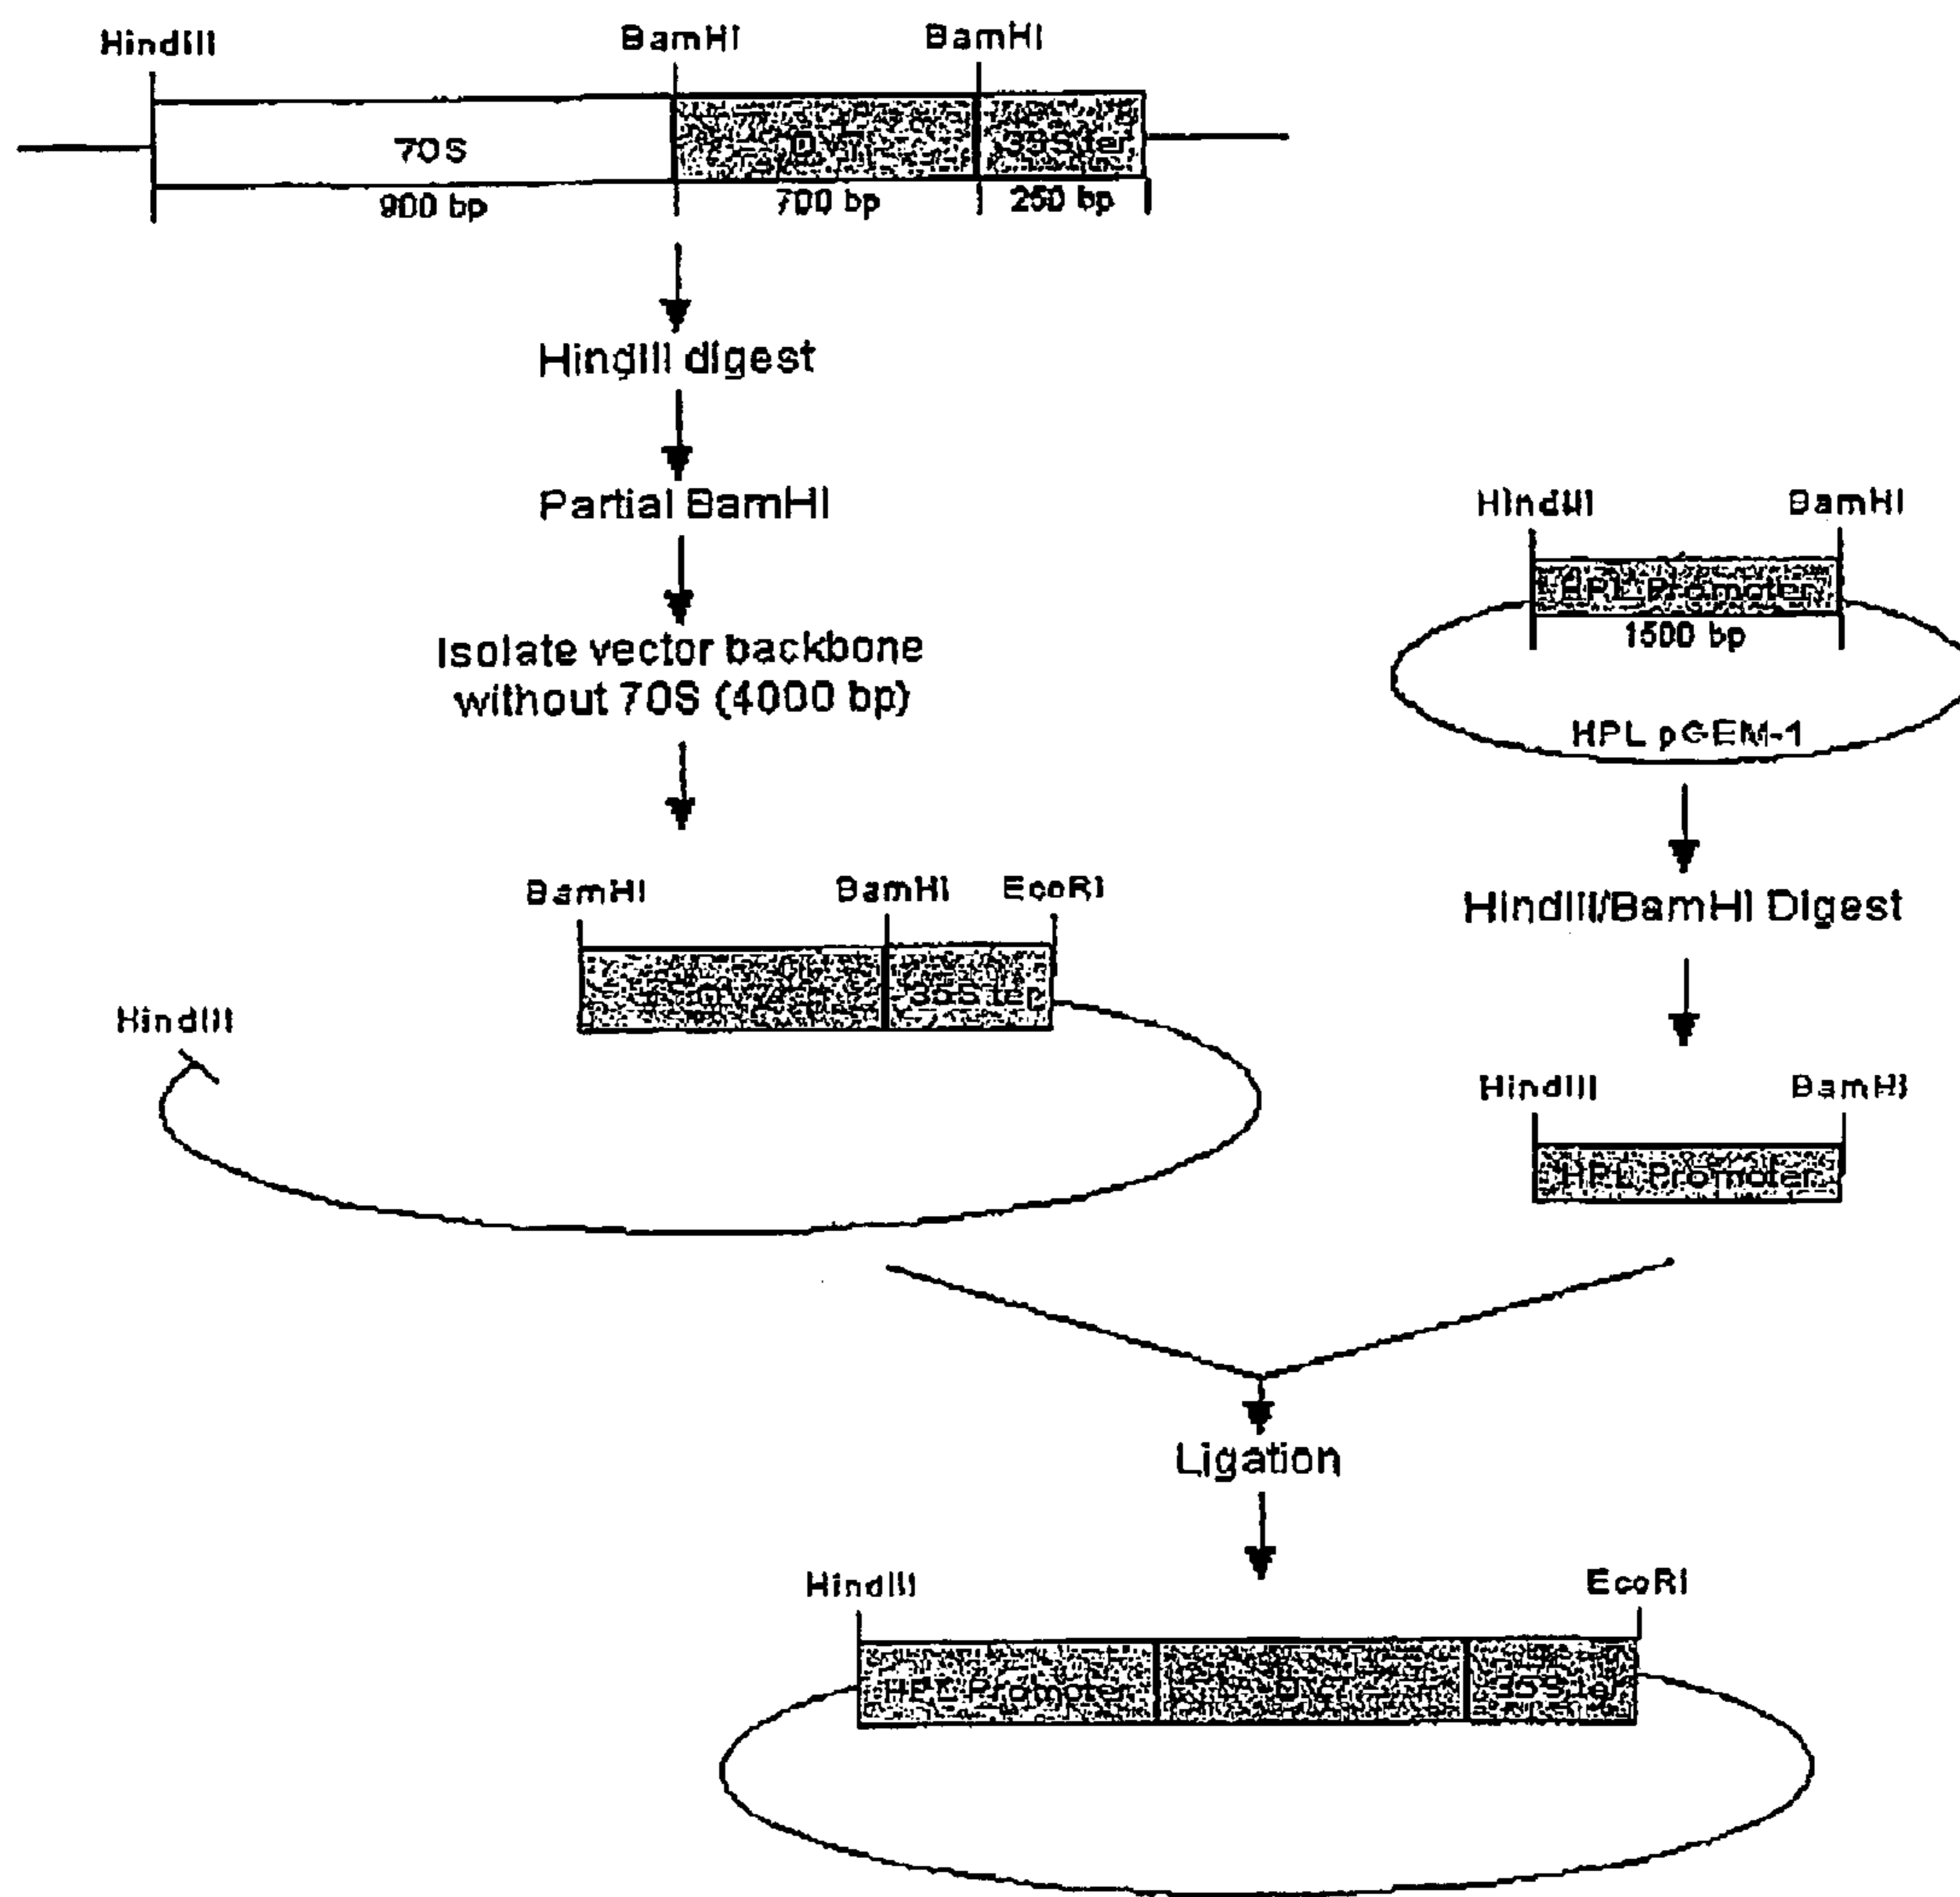 HindIII
BamHI
BamHI
70S
900 bp
700 bp
250 bp
HindIII digest
Partial BamHI
Isolate vector backbone
without 70S (4000 bp)
HindIII
BamHI
HPL Promoter
1500 bp
HPL pGEM-1
HindIII/BamHI Digest
BamHI
BamHI
EcoRI
HindIII
HindIII
BamHI
HPL Promoter
Ligation
HindIII
EcoRI
HPL Promoter